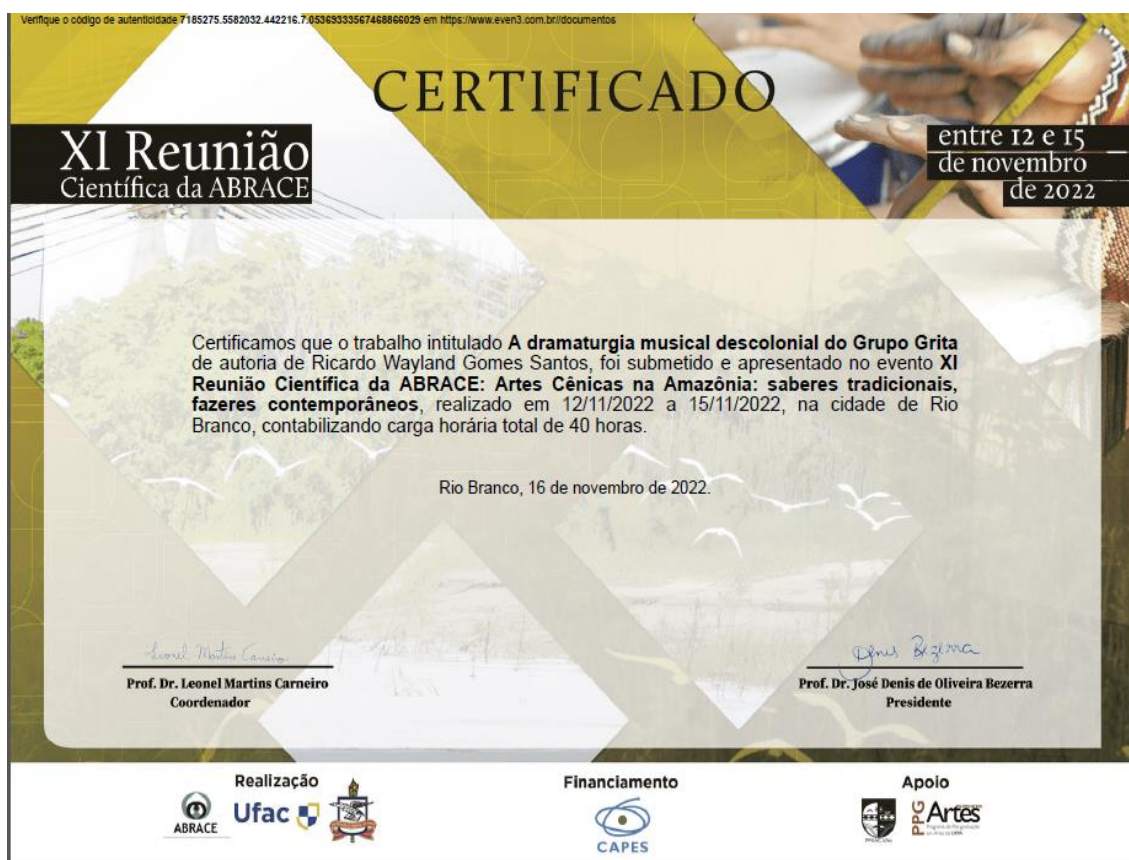 Verifique o código de autenticidade 7185275.5582032.442216.7.05369333567468866029 em https://www.even3.com.br//documentos
CERTIFICADO
XI Reunião
Científica da ABRACE
entre 12 e 15
de novembro
de 2022
Certificamos que o trabalho intitulado A dramaturgia musical descolonial do Grupo Grita
de autoria de Ricardo Wayland Gomes Santos, foi submetido e apresentado no evento XI
Reunião Científica da ABRACE: Artes Cênicas na Amazônia: saberes tradicionais,
fazeres contemporâneos, realizado em 12/11/2022 a 15/11/2022, na cidade de Rio
Branco, contabilizando carga horária total de 40 horas.
Rio Branco, 16 de novembro de 2022.
Leonel Martins Carneiro
Denis Bezerra
Prof. Dr. Leonel Martins Carneiro
Coordenador
Prof. Dr. José Denis de Oliveira Bezerra
Presidente
Realização
ABRACE
Ufac
Financiamento
CAPES
Apoio
PPG Artes